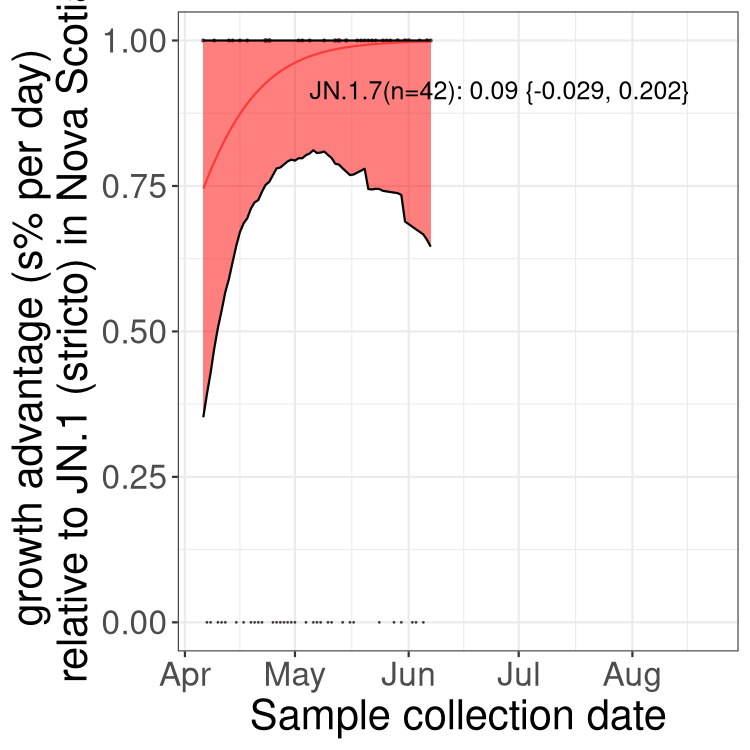 growth advantage (s% per day)
relative to JN.1 (stricto) in Nova Scotia
1.00
JN.1.7(n=42): 0.09 {-0.029, 0.202}
0.75
0.50
0.25
0.00
Apr May Jun Jul Aug
Sample collection date